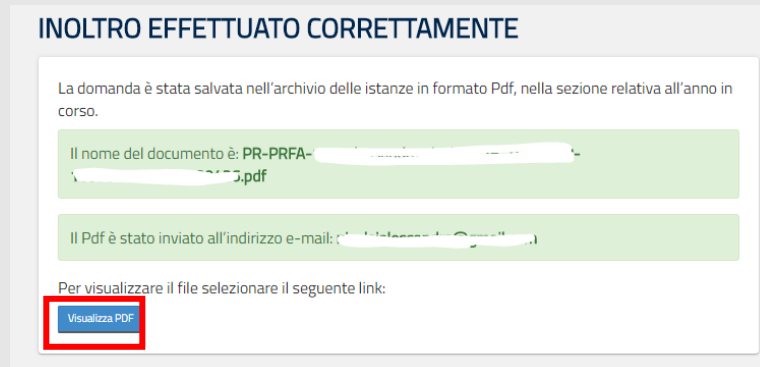 INOLTRO EFFETTUATO CORRETTAMENTE
La domanda è stata salvata nell'archivio delle istanze in formato Pdf, nella sezione relativa all'anno in
corso.
Il nome del documento è: PR-PRFA-
.pdf
Il Pdf è stato inviato all'indirizzo e-mail:
Per visualizzare il file selezionare il seguente link:
Visualizza PDF